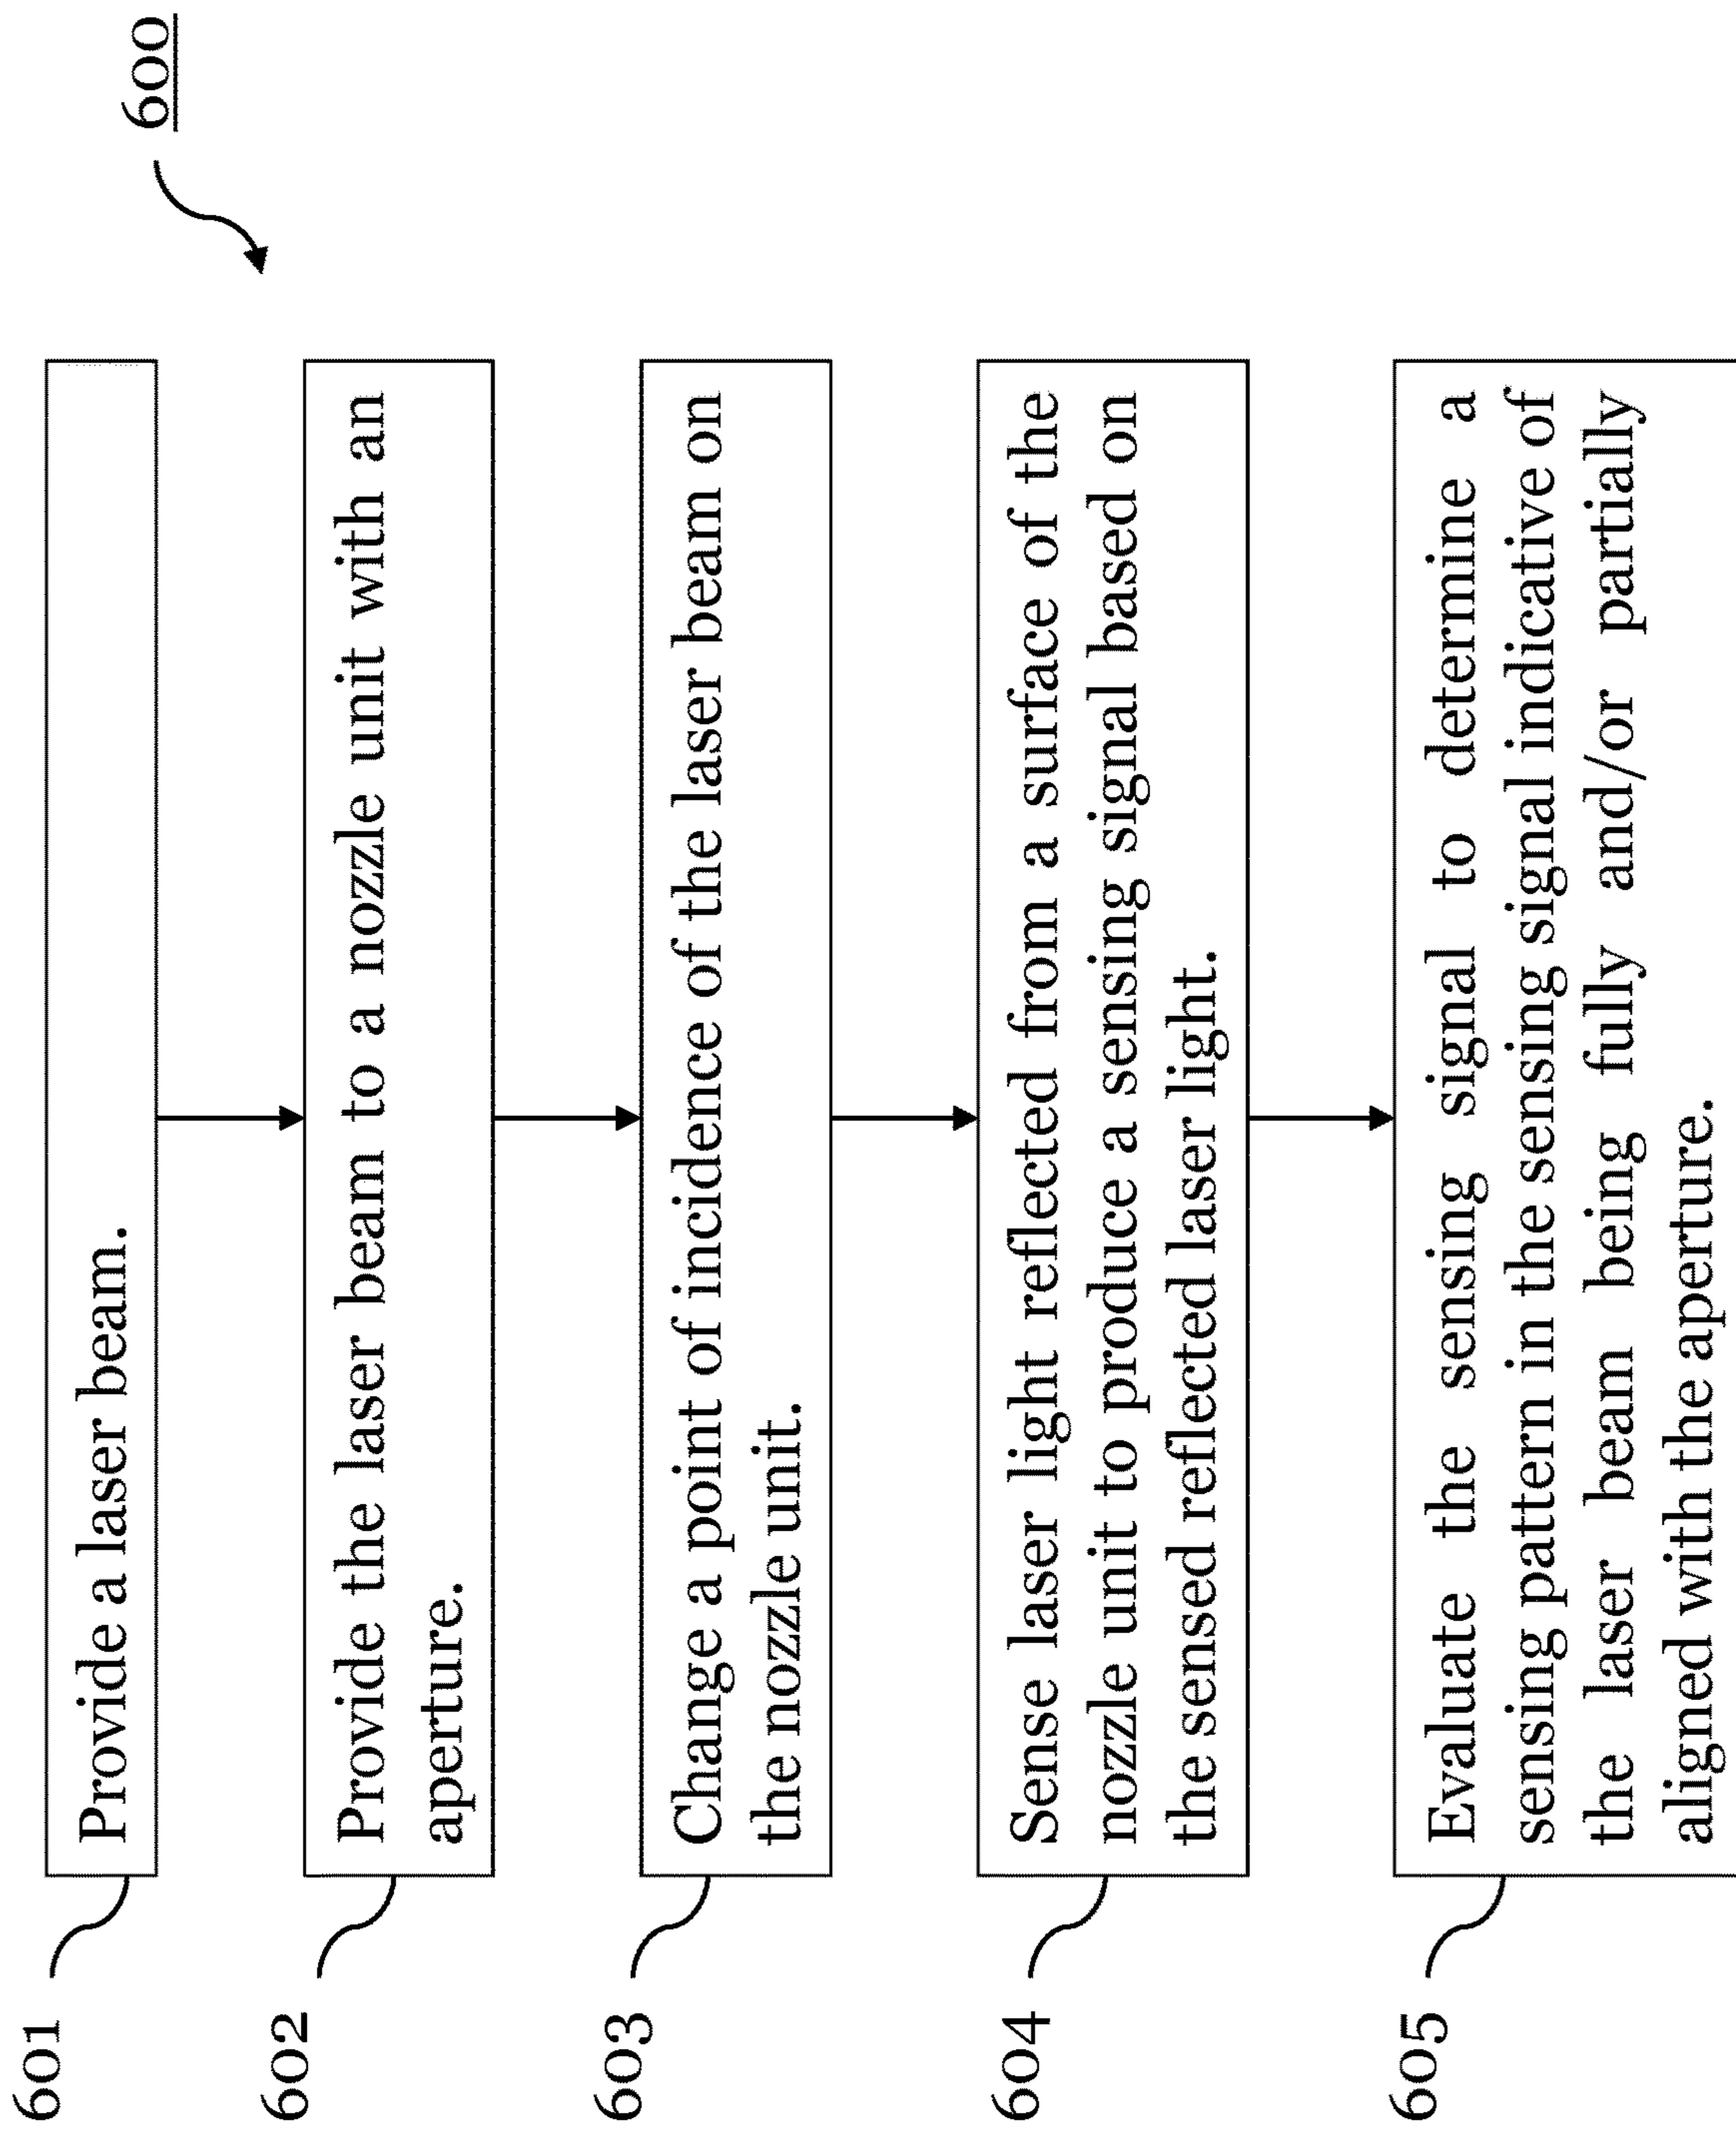 600
601
Provide a laser beam.
602
Provide the laser beam to a nozzle unit with an
aperture.
603
Change a point of incidence of the laser beam on
the nozzle unit.
604
Sense laser light reflected from a surface of the
nozzle unit to produce a sensing signal based on
the sensed reflected laser light.
605
Evaluate the sensing signal to determine a
sensing pattern in the sensing signal indicative of
the laser beam being fully and/or partially
aligned with the aperture.